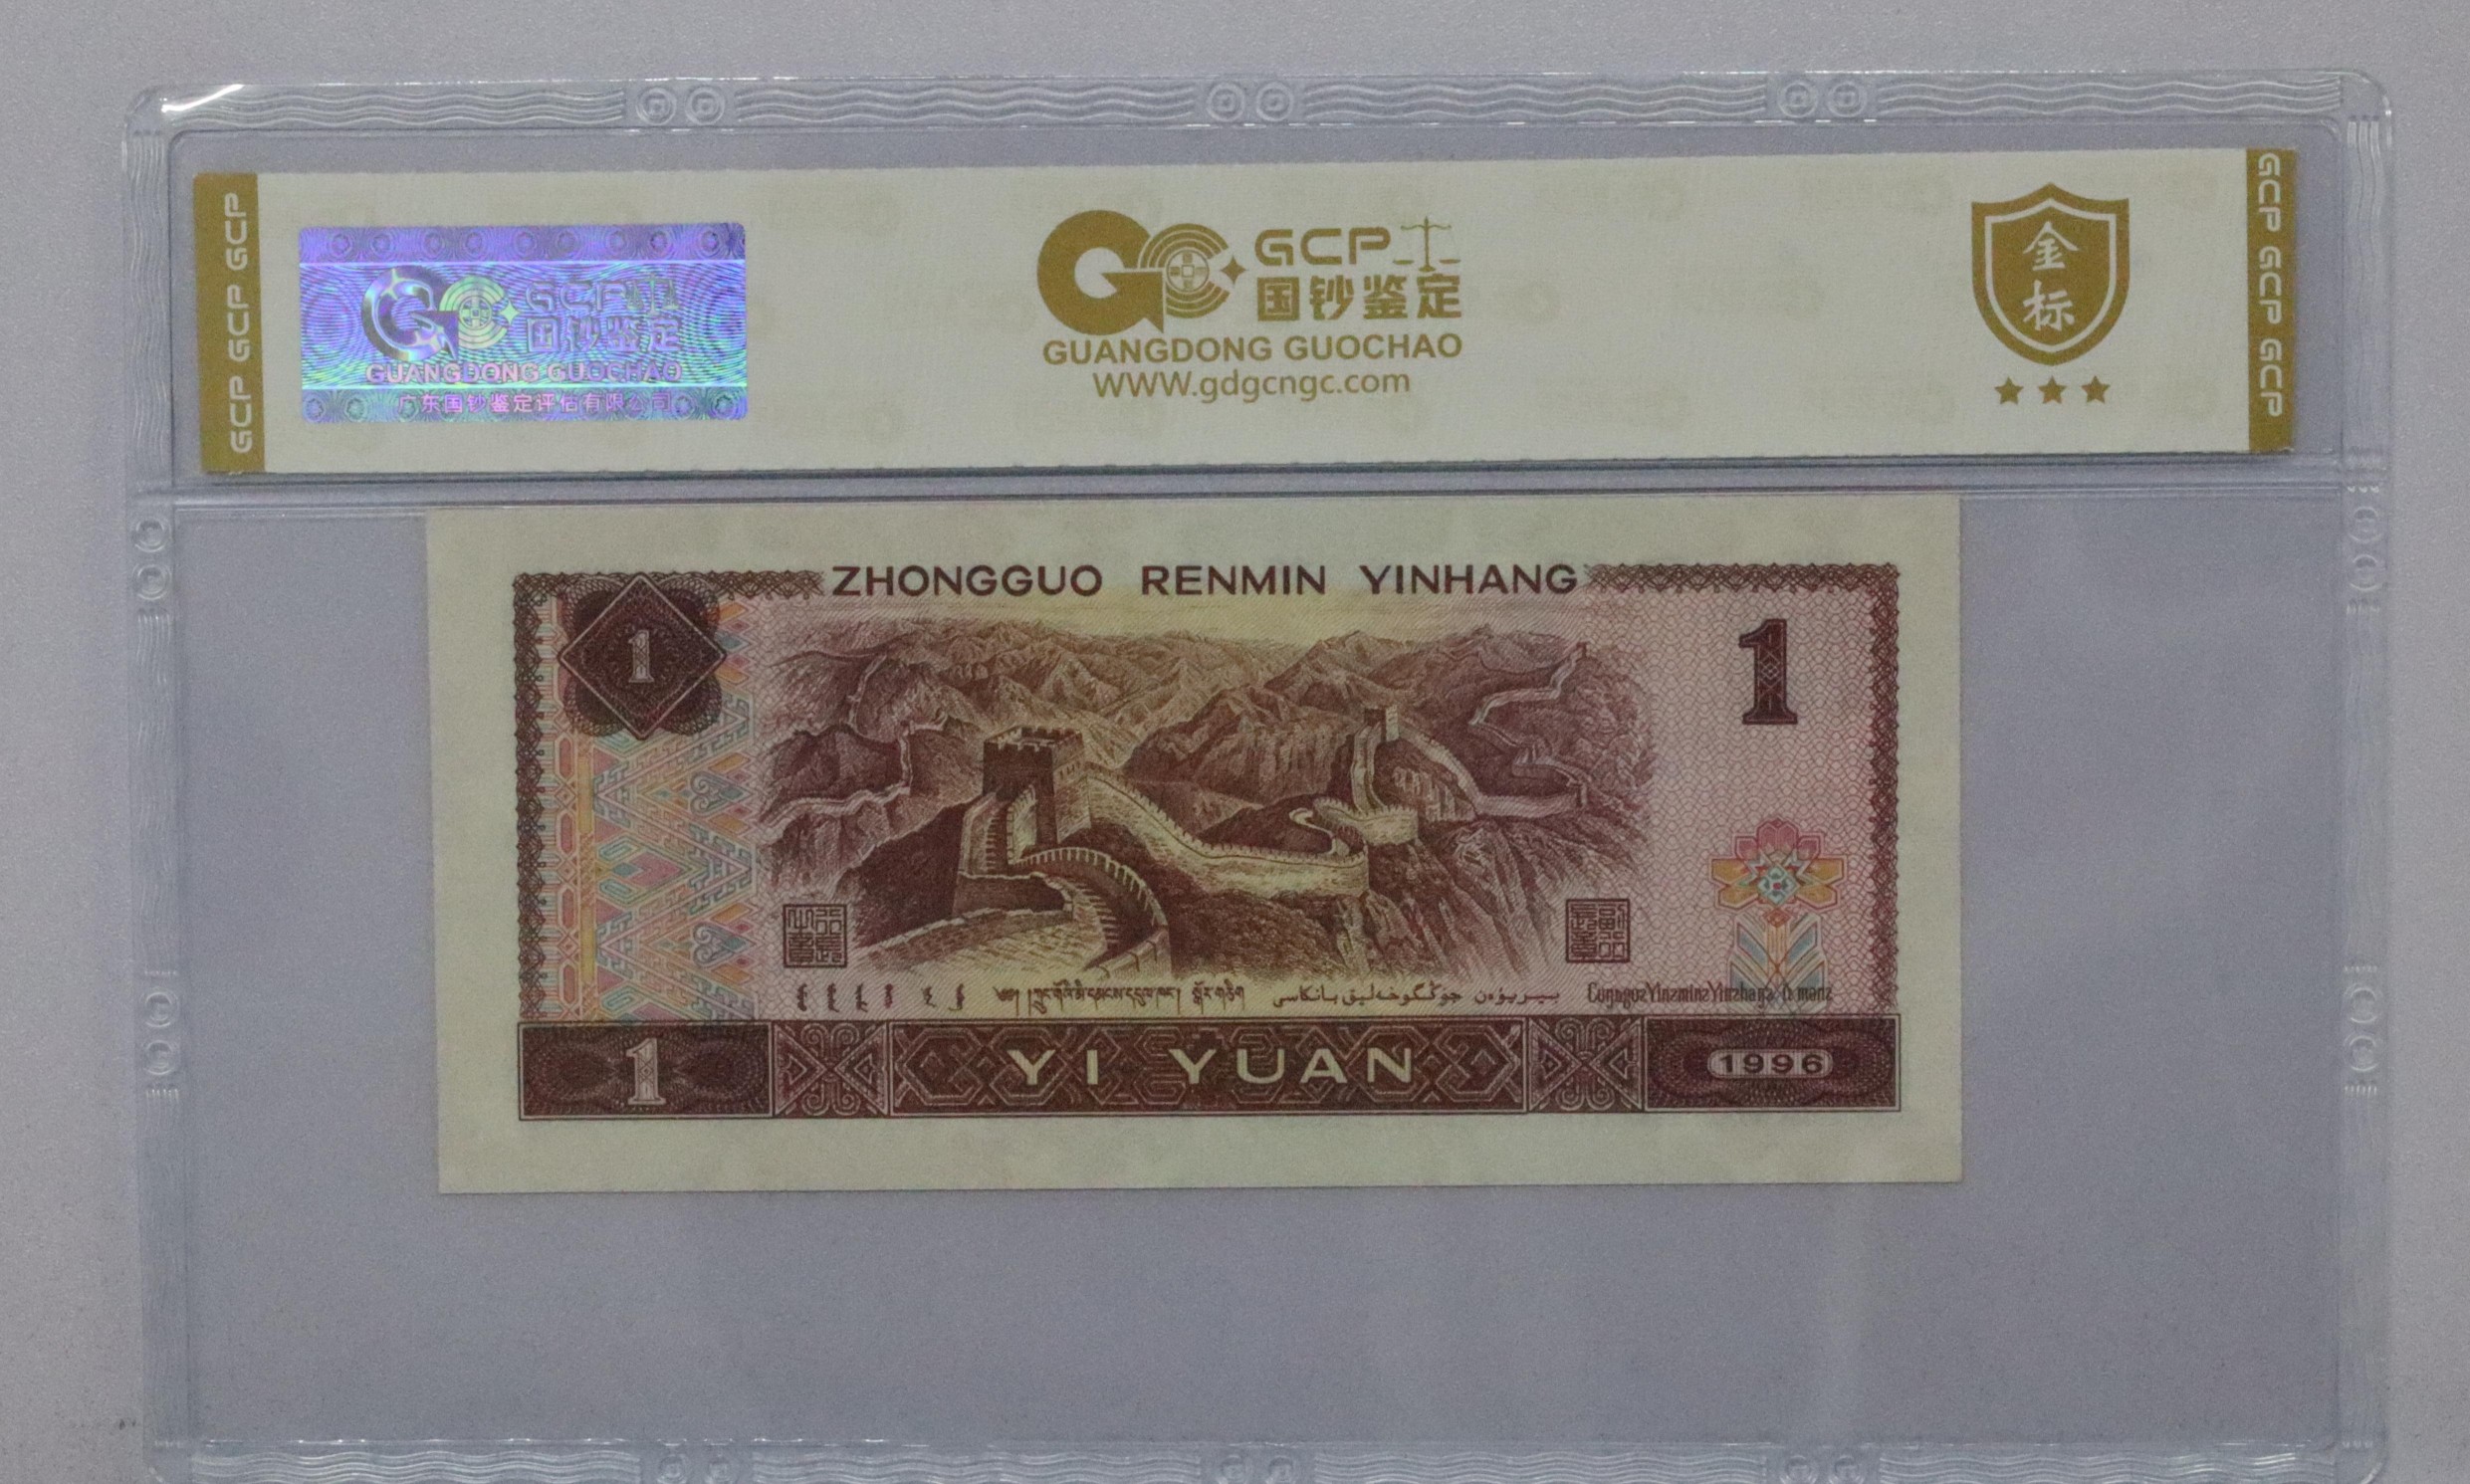 GCP GCP GCP
GCP
国钞鉴定
GUANGDONG GUOCHAO
广东国钞鉴定评估有限公司
GCP
国钞鉴定
GUANGDONG GUOCHAO
WWW.gdgcngc.com
金
标
GCP GCP GCP
ZHONGGUO RENMIN YINHANG
1
1
1
YI YUAN
1996